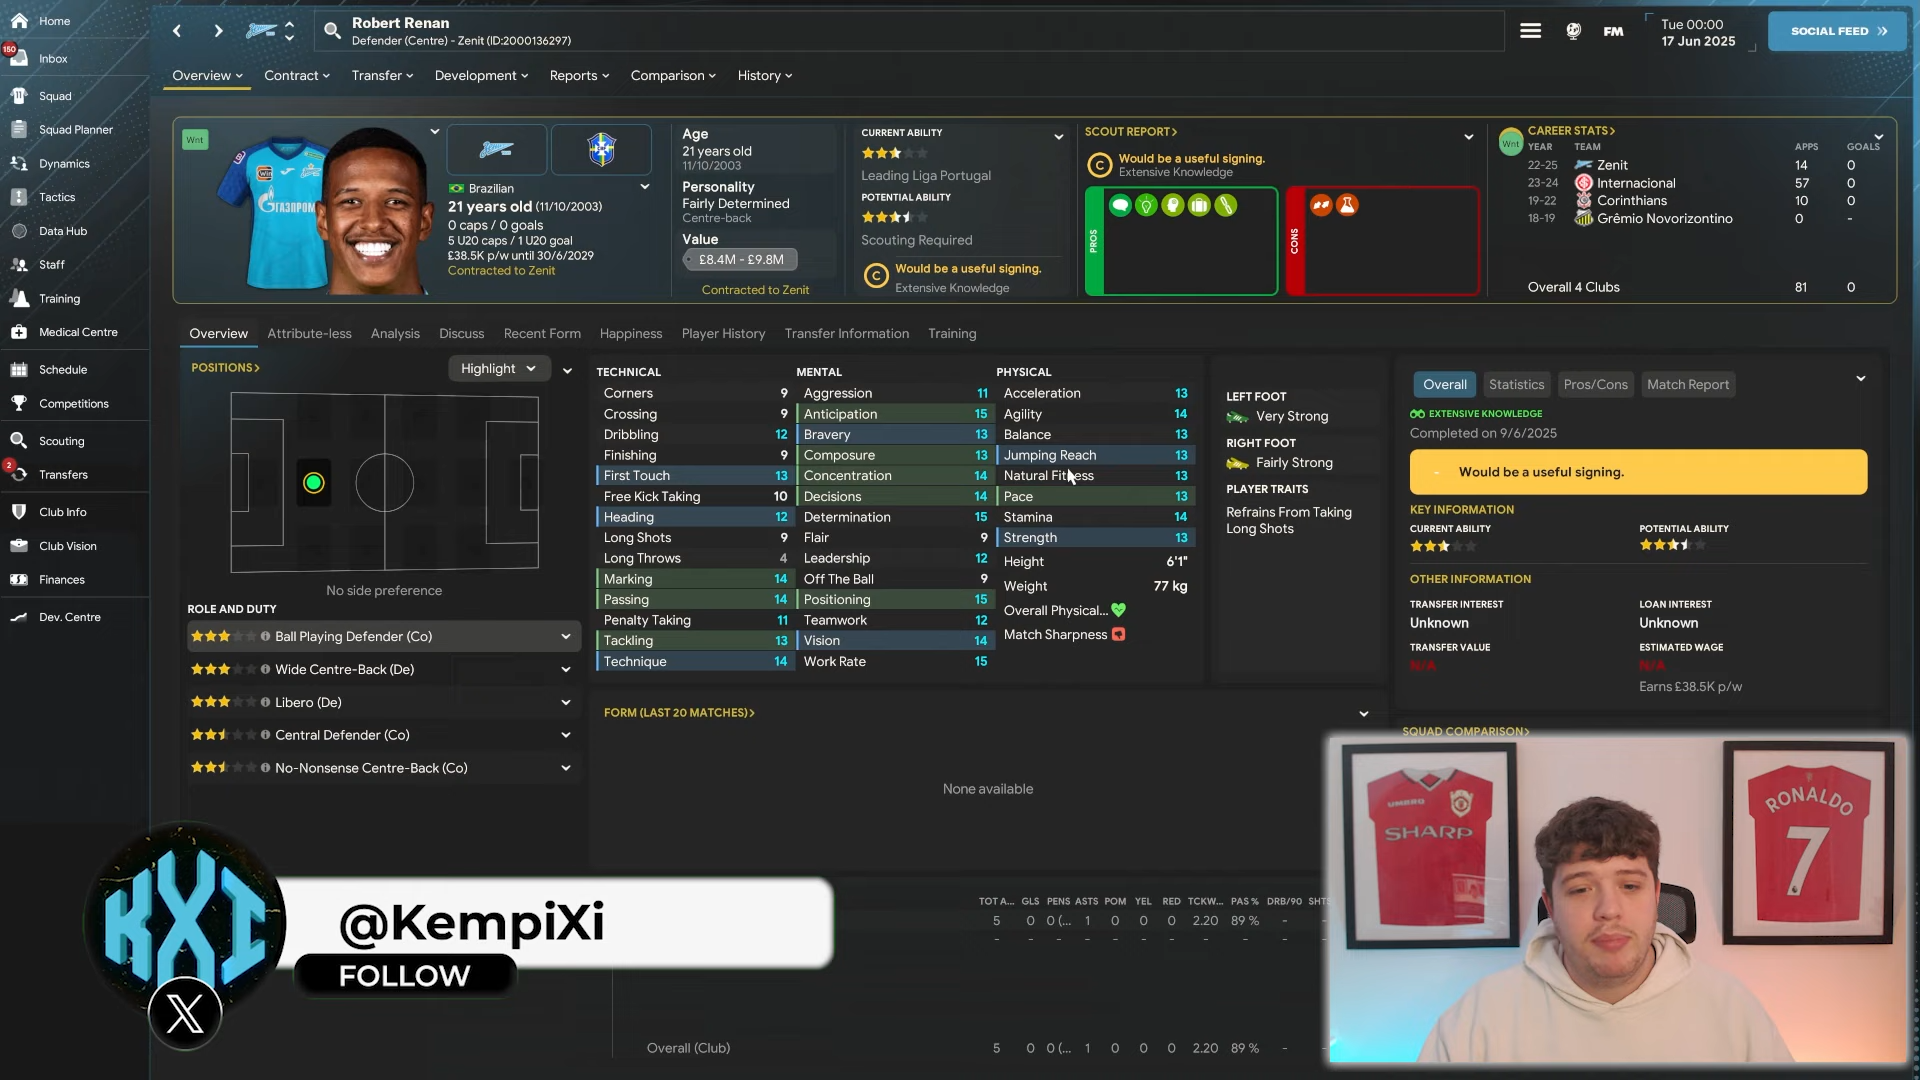 Home
150
Inbox
Squad
Squad Planner
Dynamics
Tactics
Data Hub
Staff
Training
Medical Centre
Schedule
Competitions
Scouting
2
Transfers
Club Info
Club Vision
Finances
Dev. Centre
Robert Renan
Defender (Centre) - Zenit (ID:2000136297)
FM
Tue 00:00
17 Jun 2025
SOCIAL FEED
Overview
Contract
Transfer
Development
Reports
Comparison
History
Wnt
Brazilian
21 years old (11/10/2003)
0 caps / 0 goals
5 U20 caps / 1 U20 goal
£38.5K p/w until 30/6/2029
Contracted to Zenit
Age
21 years old
11/10/2003
Personality
Fairly Determined
Centre-back
Value
£8.4M - £9.8M
Contracted to Zenit
CURRENT ABILITY
Leading Liga Portugal
POTENTIAL ABILITY
Scouting Required
C
Would be a useful signing.
Extensive Knowledge
SCOUT REPORT>
C
Would be a useful signing.
Extensive Knowledge
PROS
CONS
Wnt
CAREER STATS>
YEAR TEAM APPS GOALS
22-25 Zenit 14 0
23-24 Internacional 57 0
19-22 Corinthians 10 0
18-19 Grêmio Novorizontino 0 -
Overall 4 Clubs 81 0
Overview Attribute-less Analysis Discuss Recent Form Happiness Player History Transfer Information Training
POSITIONS>
Highlight
No side preference
ROLE AND DUTY
Ball Playing Defender (Co)
Wide Centre-Back (De)
Libero (De)
Central Defender (Co)
No-Nonsense Centre-Back (Co)
TECHNICAL
Corners 9
Crossing 9
Dribbling 12
Finishing 9
First Touch 13
Free Kick Taking 10
Heading 12
Long Shots 9
Long Throws 4
Marking 14
Passing 14
Penalty Taking 11
Tackling 13
Technique 14
MENTAL
Aggression 11
Anticipation 15
Bravery 13
Composure 13
Concentration 14
Decisions 14
Determination 15
Flair 9
Leadership 12
Off The Ball 9
Positioning 15
Teamwork 12
Vision 14
Work Rate 15
PHYSICAL
Acceleration 13
Agility 14
Balance 13
Jumping Reach 13
Natural Fitness 13
Pace 13
Stamina 14
Strength 13
Height 6'1"
Weight 77 kg
Overall Physical...
Match Sharpness
LEFT FOOT
Very Strong
RIGHT FOOT
Fairly Strong
PLAYER TRAITS
Refrains From Taking
Long Shots
Overall Statistics Pros/Cons Match Report
EXTENSIVE KNOWLEDGE
Completed on 9/6/2025
- Would be a useful signing.
KEY INFORMATION
CURRENT ABILITY
POTENTIAL ABILITY
OTHER INFORMATION
TRANSFER INTEREST
Unknown
LOAN INTEREST
Unknown
TRANSFER VALUE
N/A
ESTIMATED WAGE
N/A
Earns £38.5K p/w
SQUAD COMPARISON>
FORM (LAST 20 MATCHES)>
None available
TOT A... GLS PENS ASTS POM YEL RED TCKW... PAS % DRB/90 SHT
5 0 0 (... 1 0 0 0 2.20 89 % -
- - - - - - - - - -
Overall (Club) 5 0 0 (... 1 0 0 0 2.20 89 % -
KXI
@KempiXi
FOLLOW
X
UMBRO
SHARP
RONALDO
7